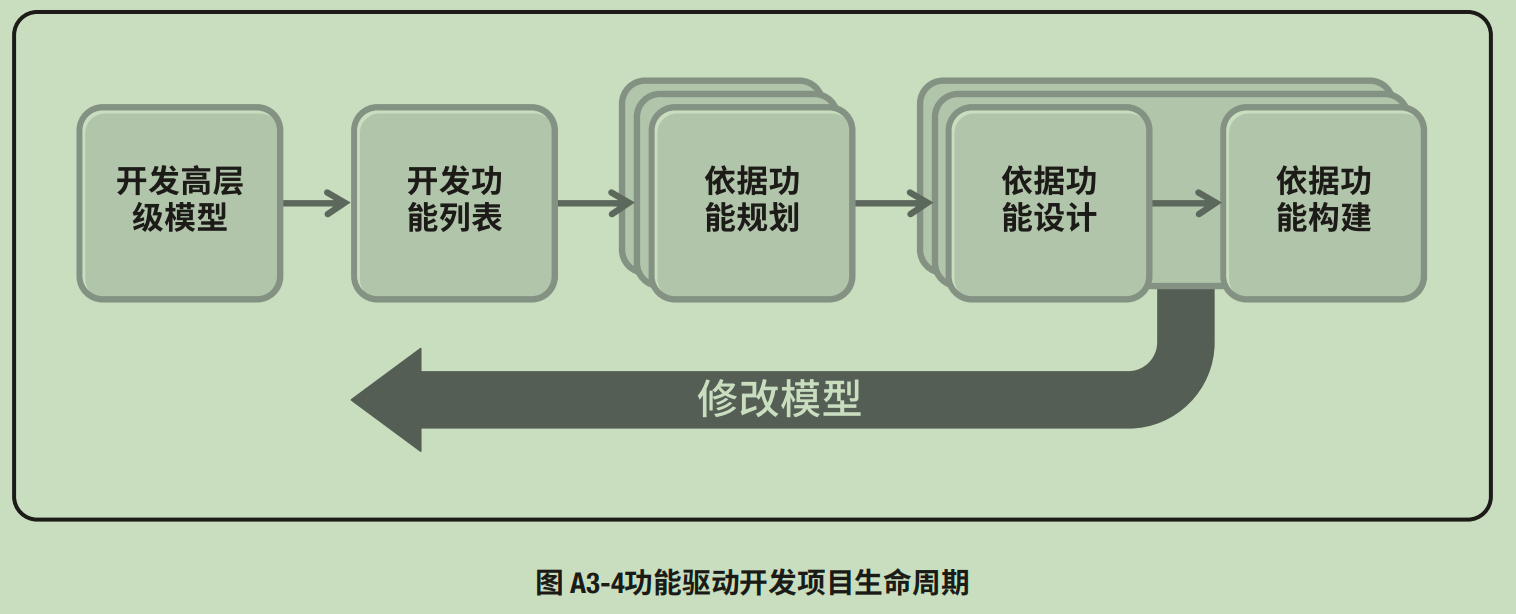 开发高层
级模型
开发功
能列表
依据功
能规划
依据功
能设计
依据功
能构建
修改模型
图 A3-4功能驱动开发项目生命周期